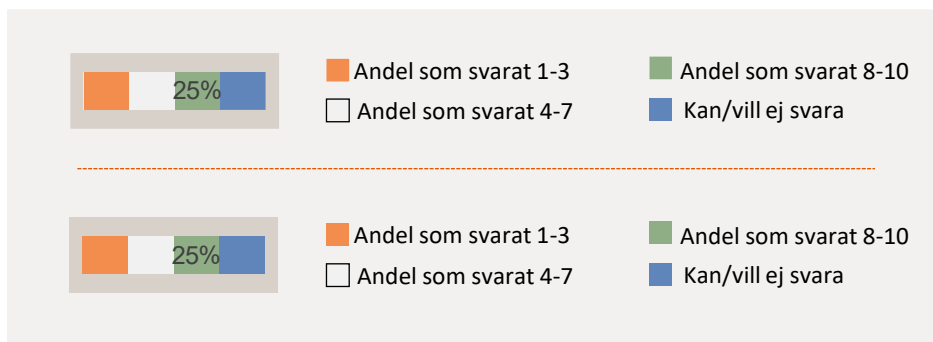 25%
Andel som svarat 1-3
Andel som svarat 8-10
Andel som svarat 4-7
Kan/vill ej svara
25%
Andel som svarat 1-3
Andel som svarat 8-10
Andel som svarat 4-7
Kan/vill ej svara